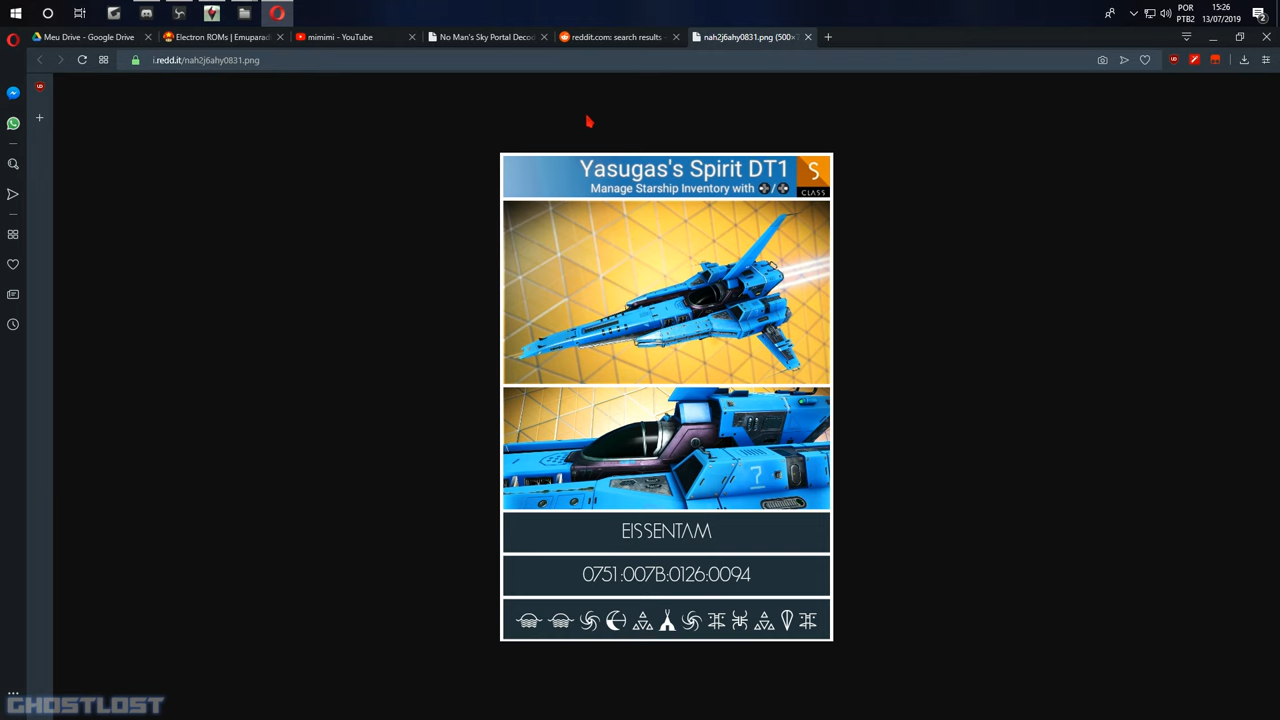 POR
PTB2
15:26
13/07/2019
2
Meu Drive - Google Drive
Electron ROMs | Emuparad
mimimi - YouTube
No Man's Sky Portal Decod
reddit.com: search results -
nah2j6ahy0831.png (500×
i.redd.it/nah2j6ahy0831.png
Yasugas's Spirit DT1
Manage Starship Inventory with /
S
CLASS
?
EISSENTAM
0751:007B:0126:0094
GHOSTLOST